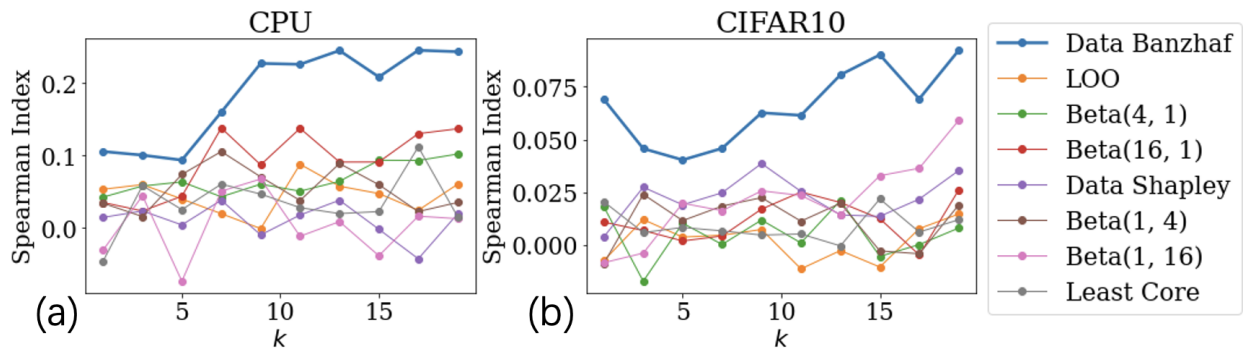 CPU
Spearman Index
0.2
0.1
0.0
5
10
15
k
(a)
CIFAR10
Spearman Index
0.075
0.050
0.025
0.000
5
10
15
k
(b)
Data Banzhaf
LOO
Beta(4, 1)
Beta(16, 1)
Data Shapley
Beta(1, 4)
Beta(1, 16)
Least Core